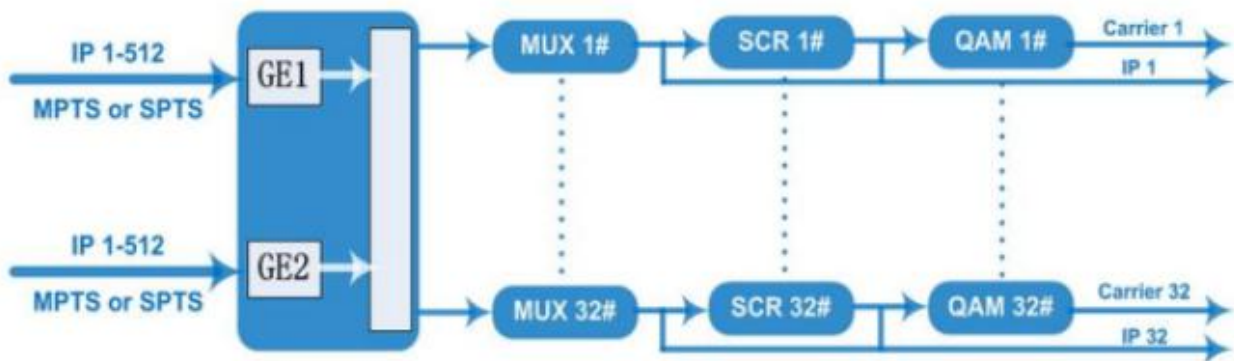 IP 1-512
GE1
MPTS or SPTS
MUX 1#
SCR 1#
QAM 1#
Carrier 1
IP 1
IP 1-512
GE2
MPTS or SPTS
MUX 32#
SCR 32#
QAM 32#
Carrier 32
IP 32